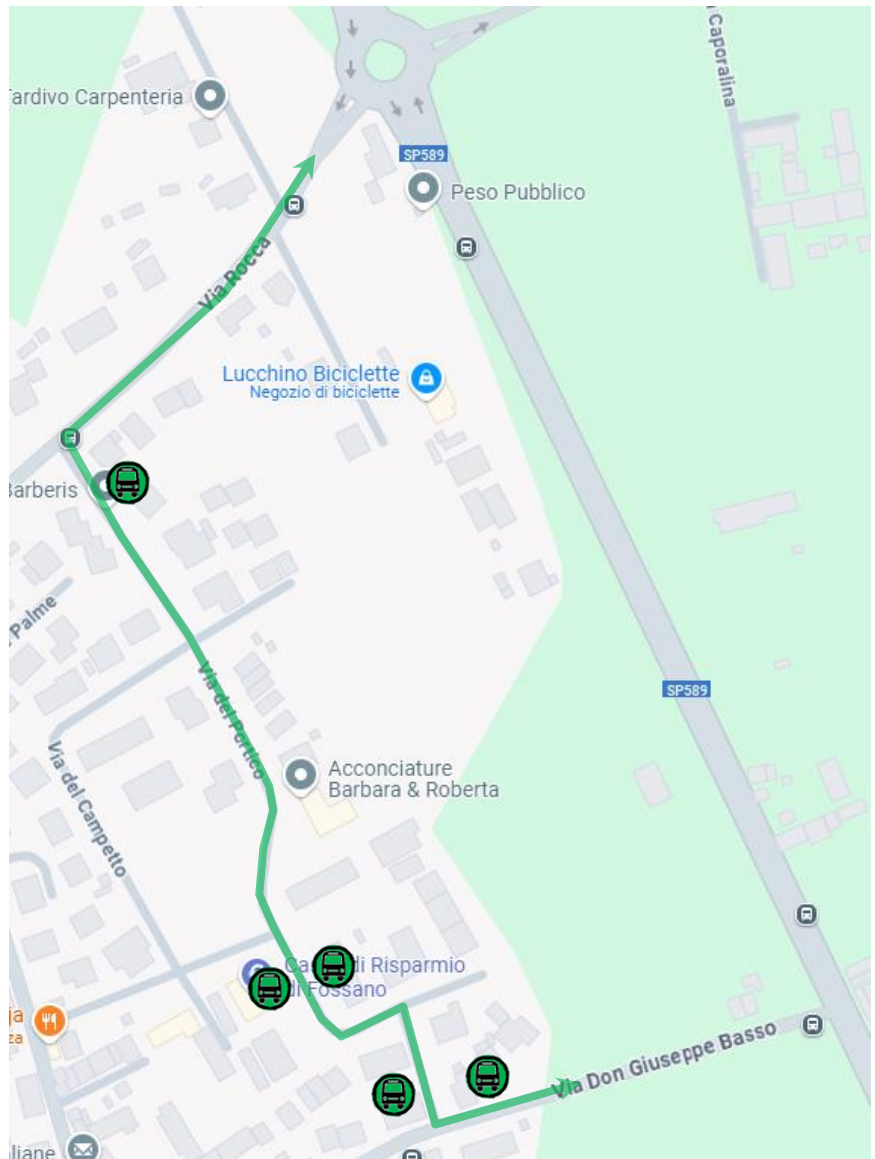 Caporalina
Tardivo Carpenteria
SP589
Peso Pubblico
Via Rocca
Lucchino Biciclette
Negozio di biciclette
Barberis
Palme
SP589
Via del Portico
Acconciature
Barbara & Roberta
Via del Campetto
di Risparmio
di Fossano
Via Don Giuseppe Basso